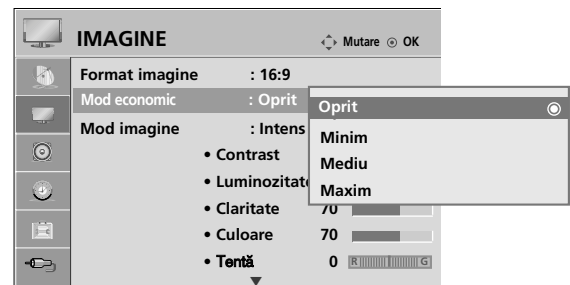 IMAGINE Mutare OK
Format imagine : 16:9
Mod economic : Oprit
Mod imagine : Intens
• Contrast
• Luminozitate
• Claritate 70
• Culoare 70
• Tentă 0 R G
Oprit
Minim
Mediu
Maxim